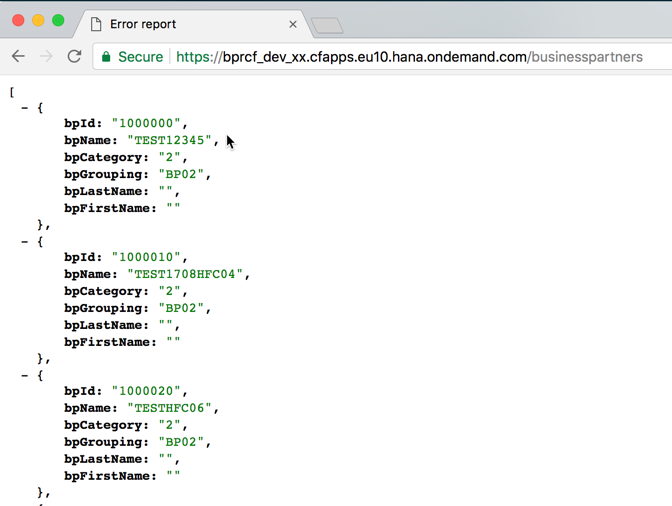 Error report
Secure https://bprcf_dev_xx.cfapps.eu10.hana.ondemand.com/businesspartners
[
- {
bpId: "1000000",
bpName: "TEST12345",
bpCategory: "2",
bpGrouping: "BP02",
bpLastName: "",
bpFirstName: ""
},
- {
bpId: "1000010",
bpName: "TEST1708HFC04",
bpCategory: "2",
bpGrouping: "BP02",
bpLastName: "",
bpFirstName: ""
},
- {
bpId: "1000020",
bpName: "TESTHFC06",
bpCategory: "2",
bpGrouping: "BP02",
bpLastName: "",
bpFirstName: ""
},